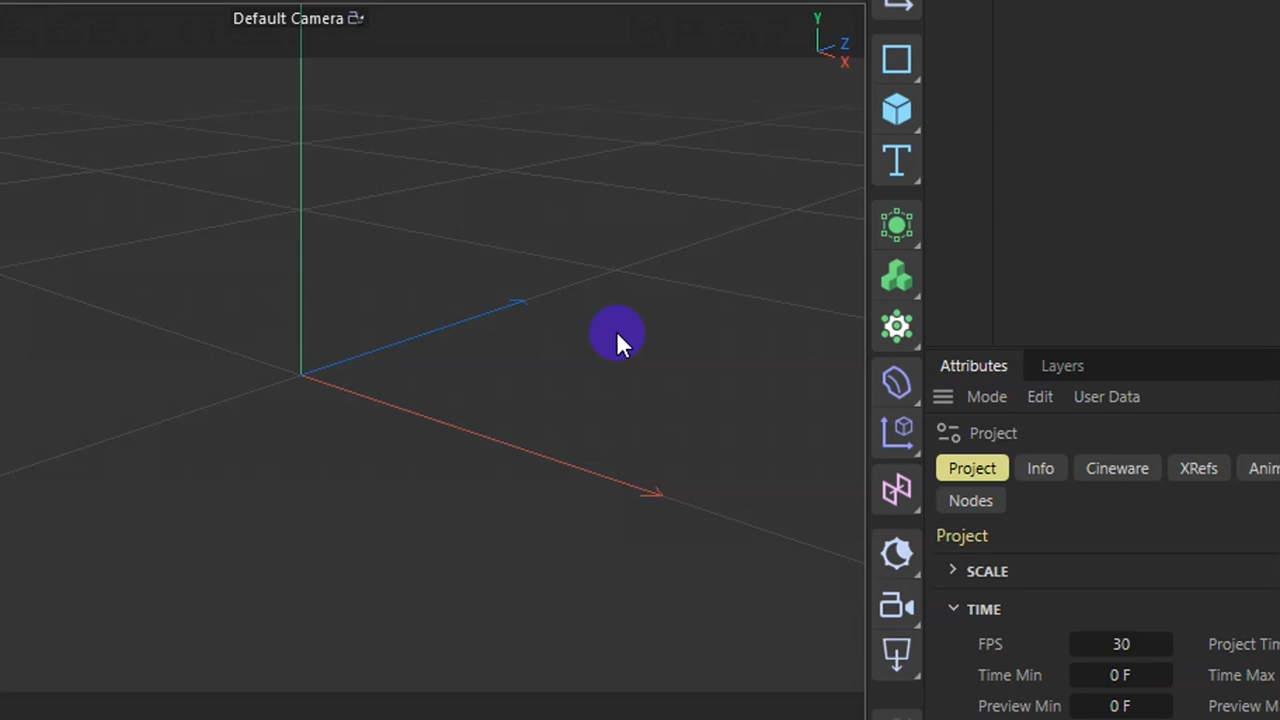 Default Camera
Y
Z
X
T
Attributes
Layers
Mode
Edit
User Data
Project
Project
Info
Cineware
XRefs
Anim
Nodes
Project
SCALE
TIME
FPS
30
Project Tim
Time Min
0 F
Time Max
Preview Min
0 F
Preview M